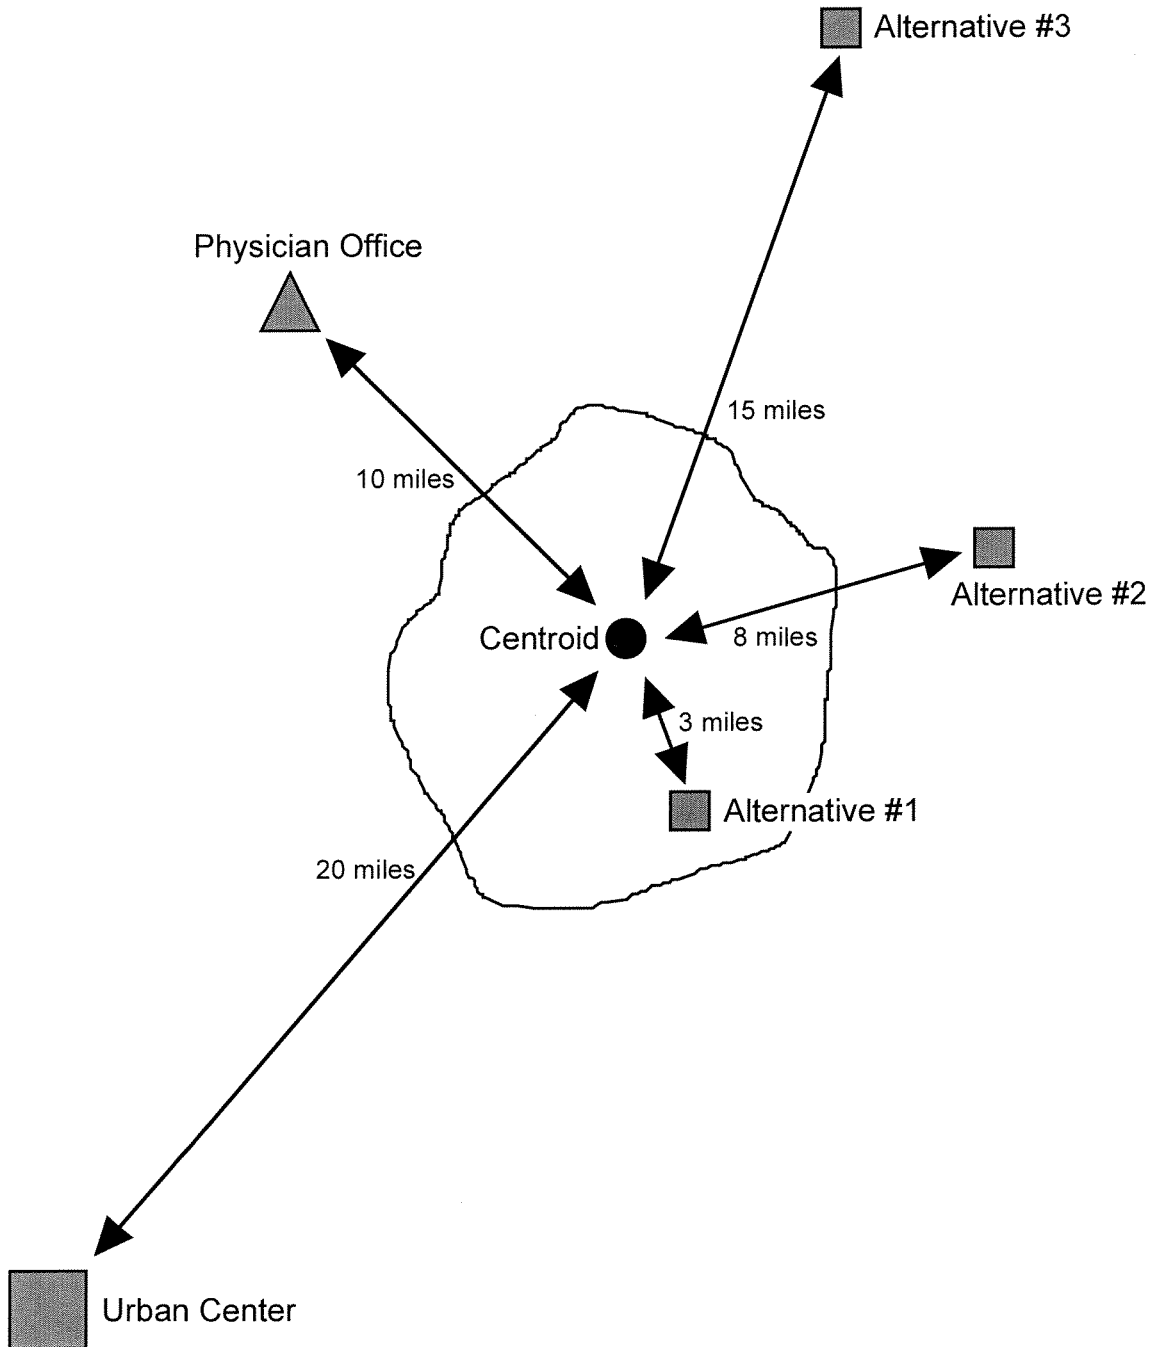 Alternative #3
Physician Office
15 miles
10 miles
Alternative #2
Centroid
8 miles
3 miles
Alternative #1
20 miles
Urban Center